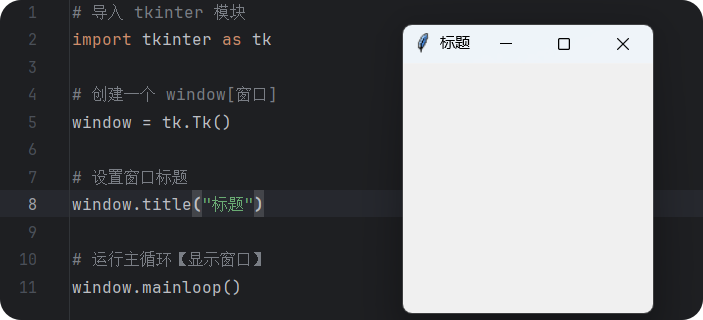 1 # 导入 tkinter 模块
2 import tkinter as tk
3
4 # 创建一个 window[窗口]
5 window = tk.Tk()
6
7 # 设置窗口标题
8 window.title("标题")
9
10 # 运行主循环【显示窗口】
11 window.mainloop()
标题